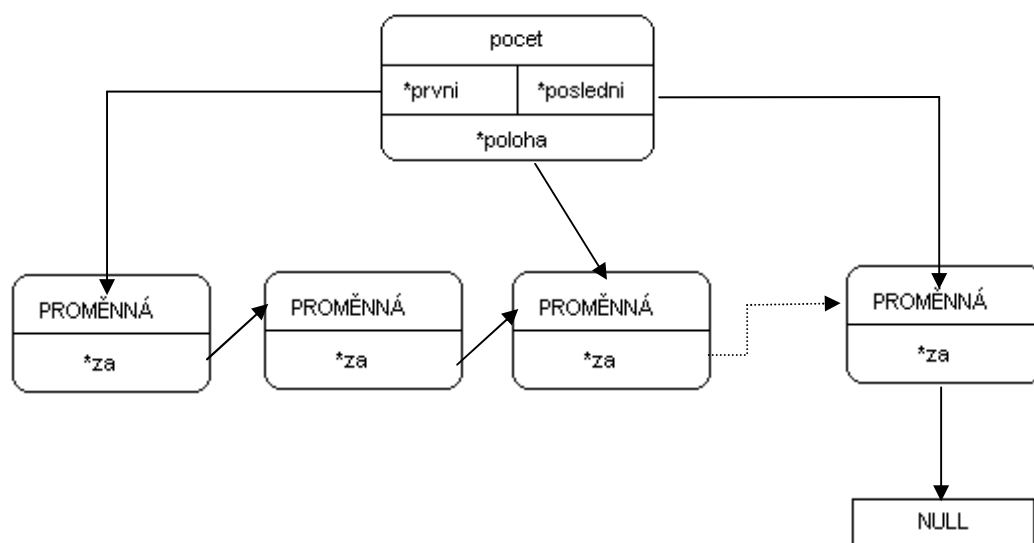 pocet
*prvni *posledni
*poloha
PROMĚNNÁ PROMĚNNÁ PROMĚNNÁ PROMĚNNÁ
*za *za *za *za
NULL